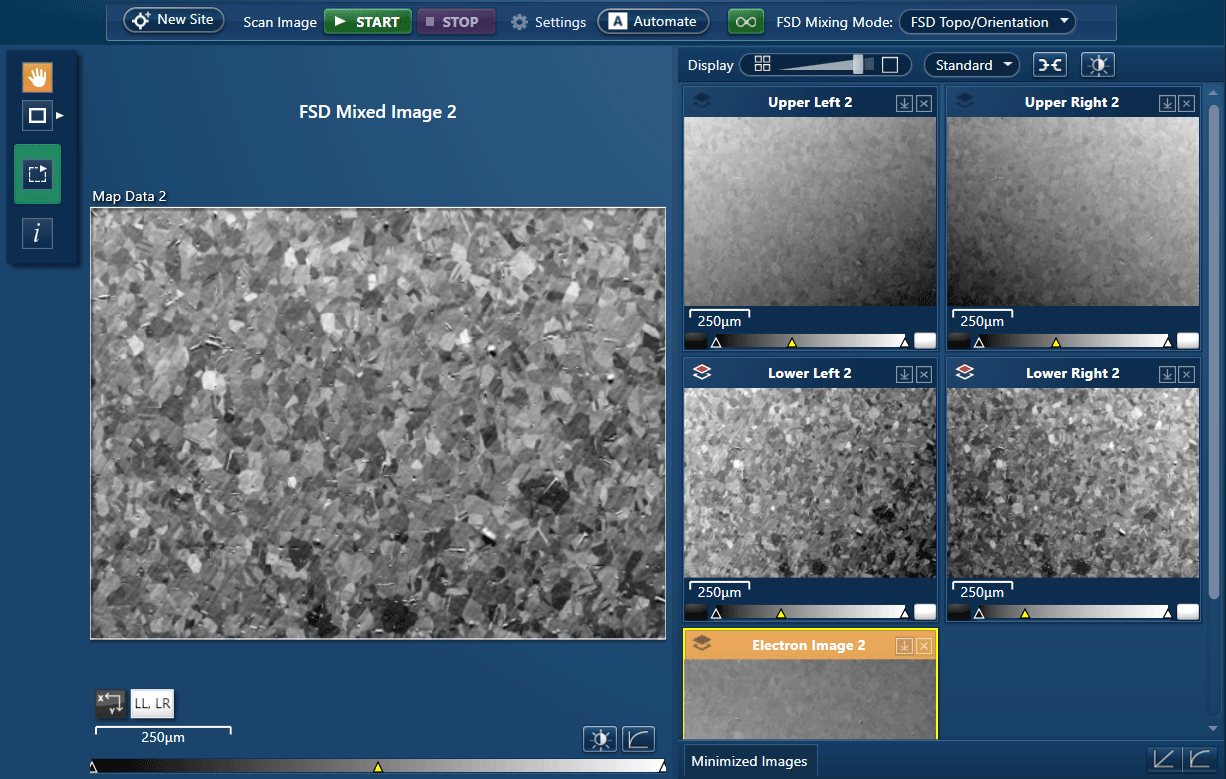 New Site
Scan Image
START
STOP
Settings
A Automate
FSD Mixing Mode:
FSD Topo/Orientation
Display
Standard
FSD Mixed Image 2
i
Map Data 2
Upper Left 2
Upper Right 2
250µm
250µm
Lower Left 2
Lower Right 2
250µm
250µm
Electron Image 2
X
Y
LL, LR
250µm
Minimized Images